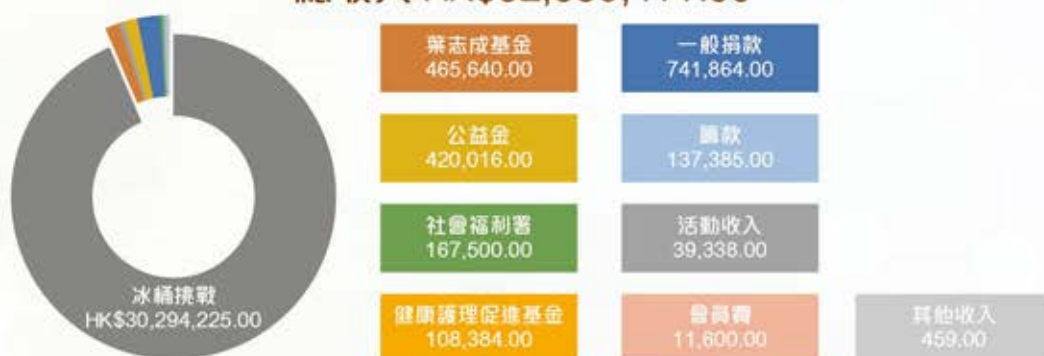 葉志成基金
465,640.00
一般捐款
741,864.00
公益金
420,016.00
籌款
137,385.00
社會福利署
167,500.00
活動收入
39,338.00
冰桶挑戰
HK$30,294,225.00
健康護理促進基金
108,384.00
會員費
11,600.00
其他收入
459.00